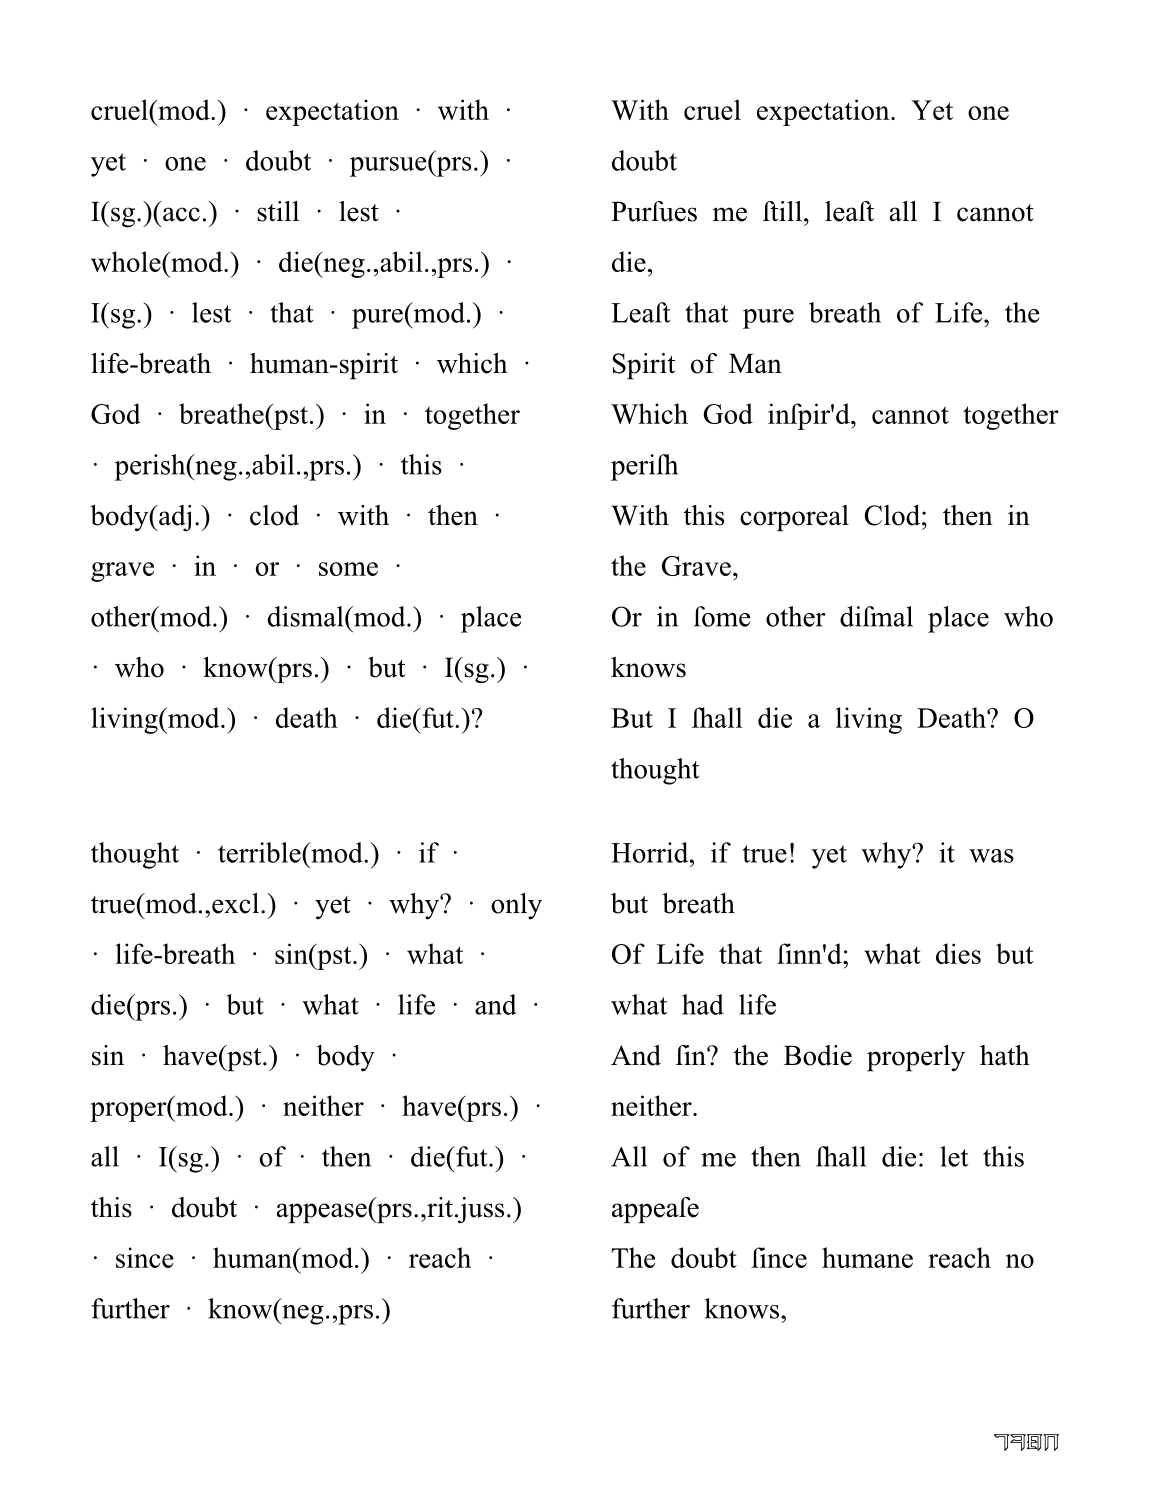 cruel(mod.) · expectation · with ·
yet · one · doubt · pursue(prs.) ·
I(sg.)(acc.) · still · lest ·
whole(mod.) · die(neg.,abil.,prs.) ·
I(sg.) · lest · that · pure(mod.) ·
life-breath · human-spirit · which ·
God · breathe(pst.) · in · together
· perish(neg.,abil.,prs.) · this ·
body(adj.) · clod · with · then ·
grave · in · or · some ·
other(mod.) · dismal(mod.) · place
· who · know(prs.) · but · I(sg.) ·
living(mod.) · death · die(fut.)?
With cruel expectation. Yet one
doubt
Purſues me ſtill, leaſt all I cannot
die,
Leaſt that pure breath of Life, the
Spirit of Man
Which God inſpir'd, cannot together
periſh
With this corporeal Clod; then in
the Grave,
Or in ſome other diſmal place who
knows
But I ſhall die a living Death? O
thought
thought · terrible(mod.) · if ·
true(mod.,excl.) · yet · why? · only
· life-breath · sin(pst.) · what ·
die(prs.) · but · what · life · and ·
sin · have(pst.) · body ·
proper(mod.) · neither · have(prs.) ·
all · I(sg.) · of · then · die(fut.) ·
this · doubt · appease(prs.,rit.juss.)
· since · human(mod.) · reach ·
further · know(neg.,prs.)
Horrid, if true! yet why? it was
but breath
Of Life that ſinn'd; what dies but
what had life
And ſin? the Bodie properly hath
neither.
All of me then ſhall die: let this
appeaſe
The doubt ſince humane reach no
further knows,